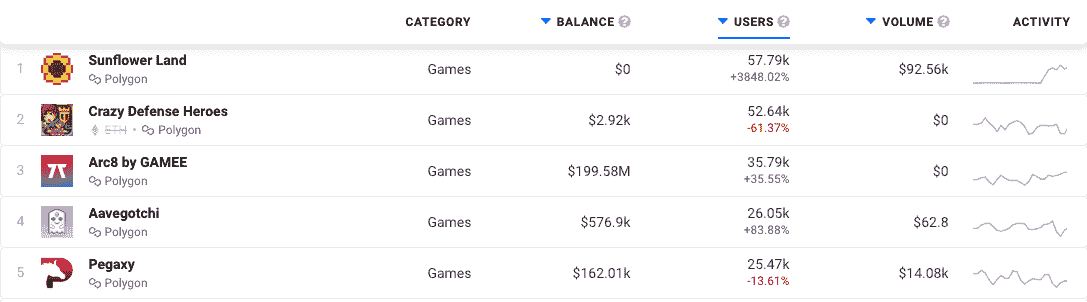 CATEGORY BALANCE ? USERS ? VOLUME ? ACTIVITY
1 Sunflower Land Games $0 57.79k $92.56k
Polygon +3848.02%
2 Crazy Defense Heroes Games $2.92k 52.64k $0
ETH • Polygon -61.37%
3 Arc8 by GAMEE Games $199.58M 35.79k $0
Polygon +35.55%
4 Aavegotchi Games $576.9k 26.05k $62.8
Polygon +83.88%
5 Pegaxy Games $162.01k 25.47k $14.08k
Polygon -13.61%